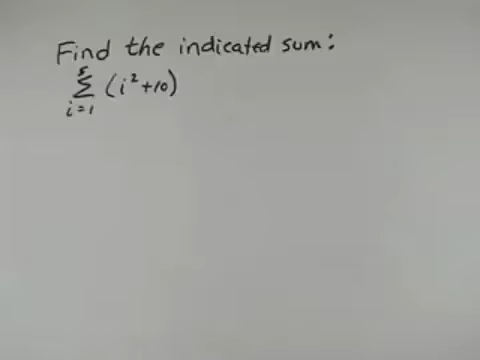 Find the indicated sum:
5
Σ (i²+10)
i=1